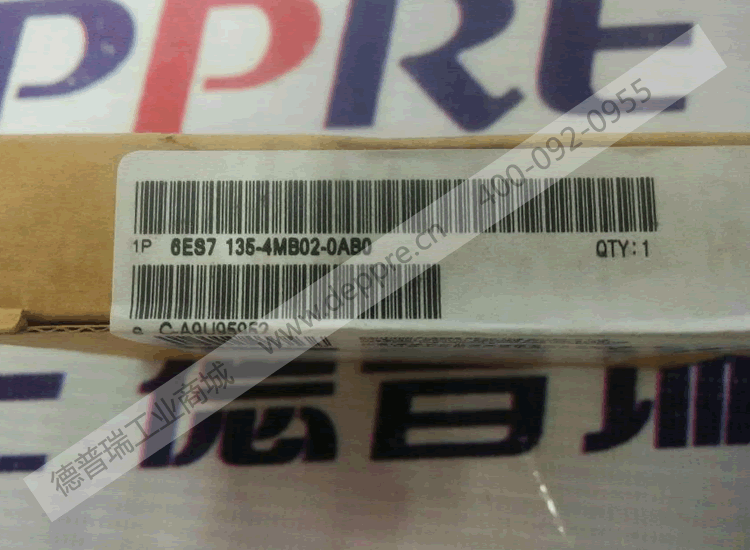 PPRE
1P 6ES7 135-4MB02-0AB0 QTY:1
S C-A9U95952
德普瑞工业商城 www.deppre.cn 400-092-0955